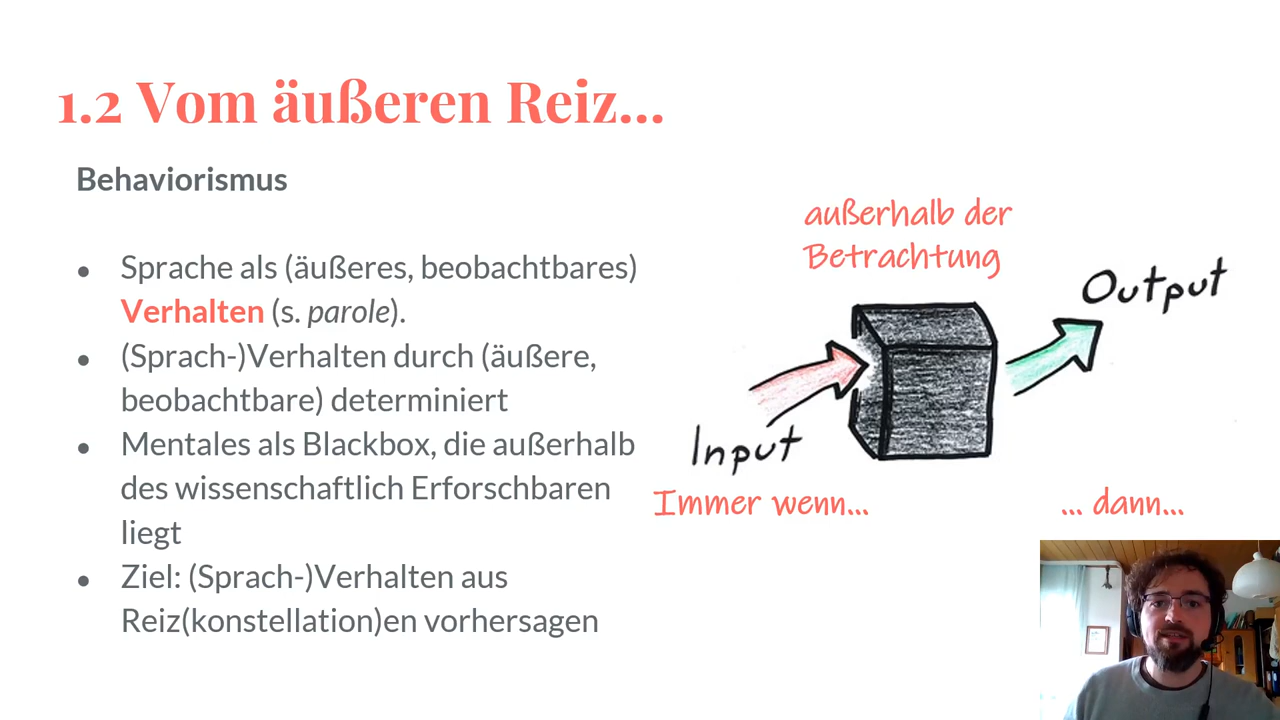 1.2 Vom äußeren Reiz...
Behaviorismus
● Sprache als (äußeres, beobachtbares)
Verhalten (s. parole).
● (Sprach-)Verhalten durch (äußere,
beobachtbare) determiniert
● Mentales als Blackbox, die außerhalb
des wissenschaftlich Erforschbaren
liegt
● Ziel: (Sprach-)Verhalten aus
Reiz(konstellation)en vorhersagen
außerhalb der
Betrachtung
Output
Input
Immer wenn...
... dann...